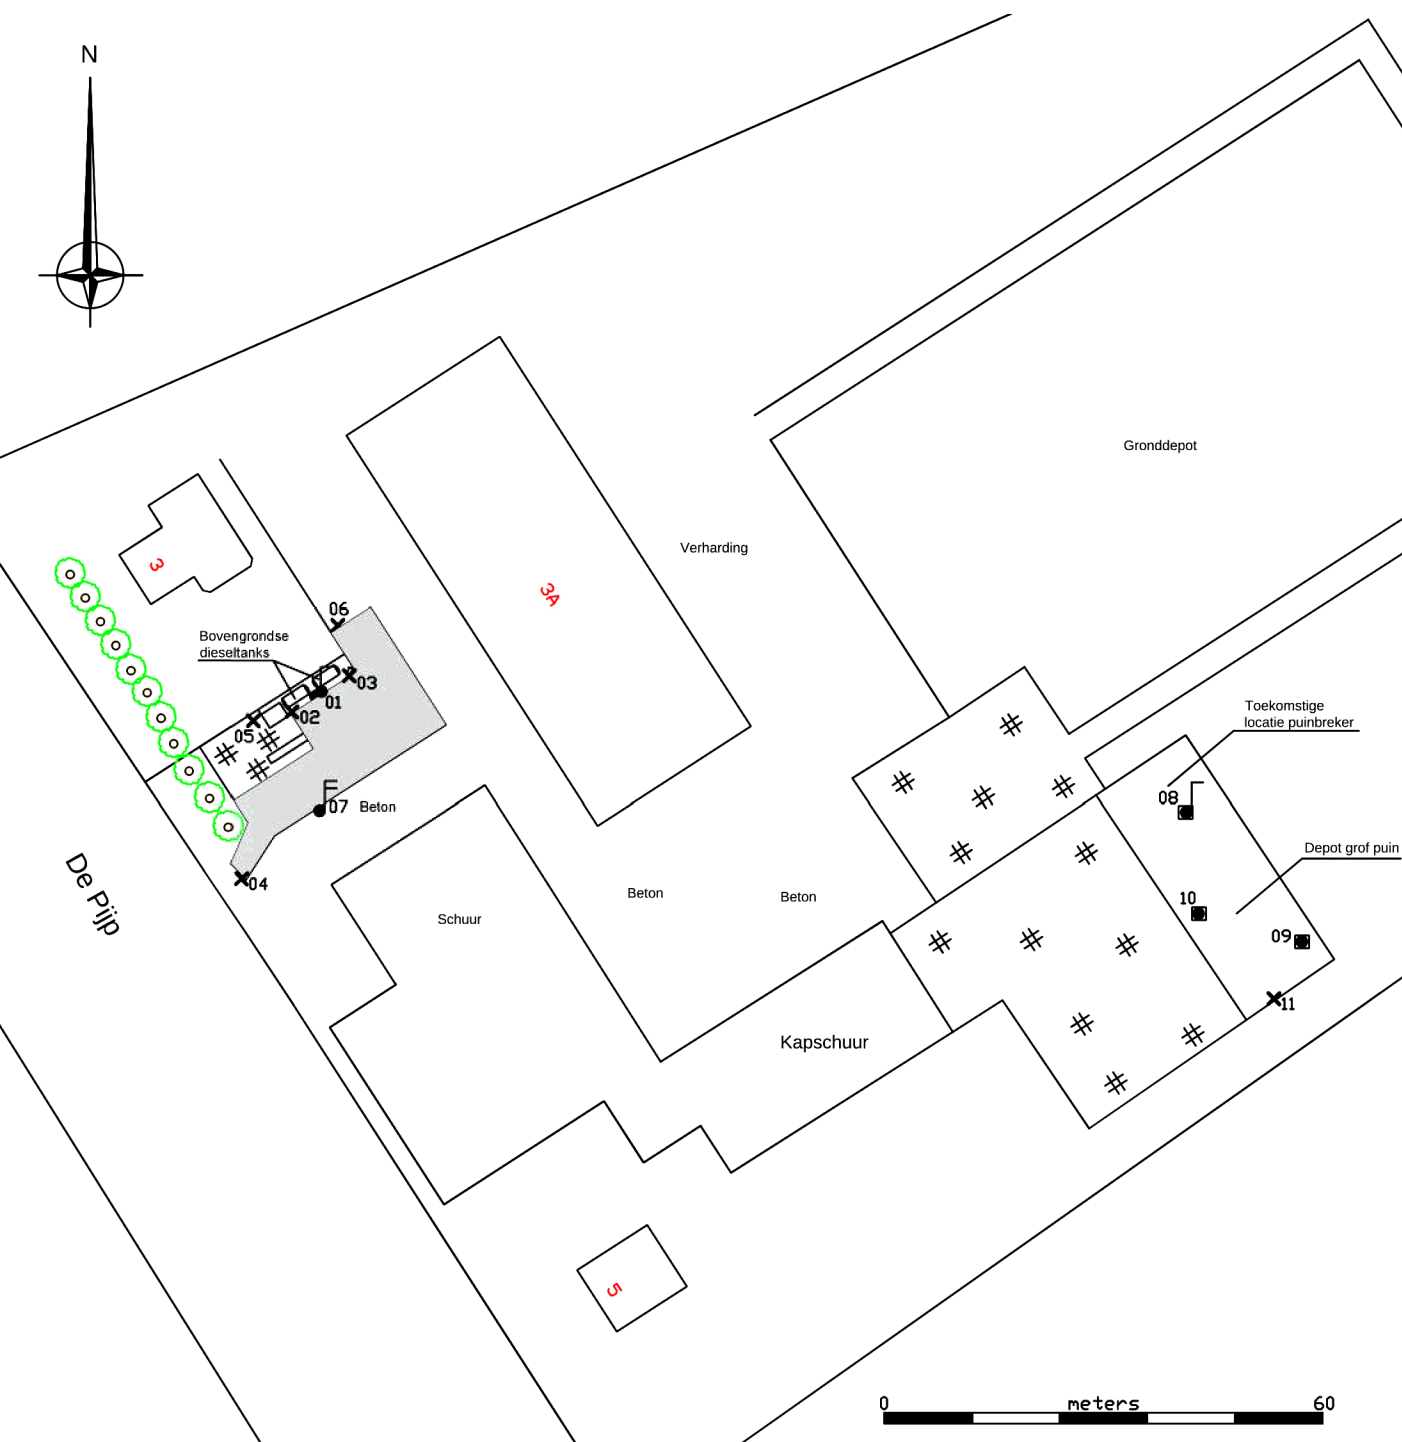 N
Gronddepot
Verharding
3
3A
06
Bovengrondse
dieseltanks
03
01
02
05
07
Beton
04
De Pijp
Schuur
Beton
Beton
Toekomstige
locatie puinbreker
08
Depot grof puin
10
09
11
Kapschuur
5
0 meters 60